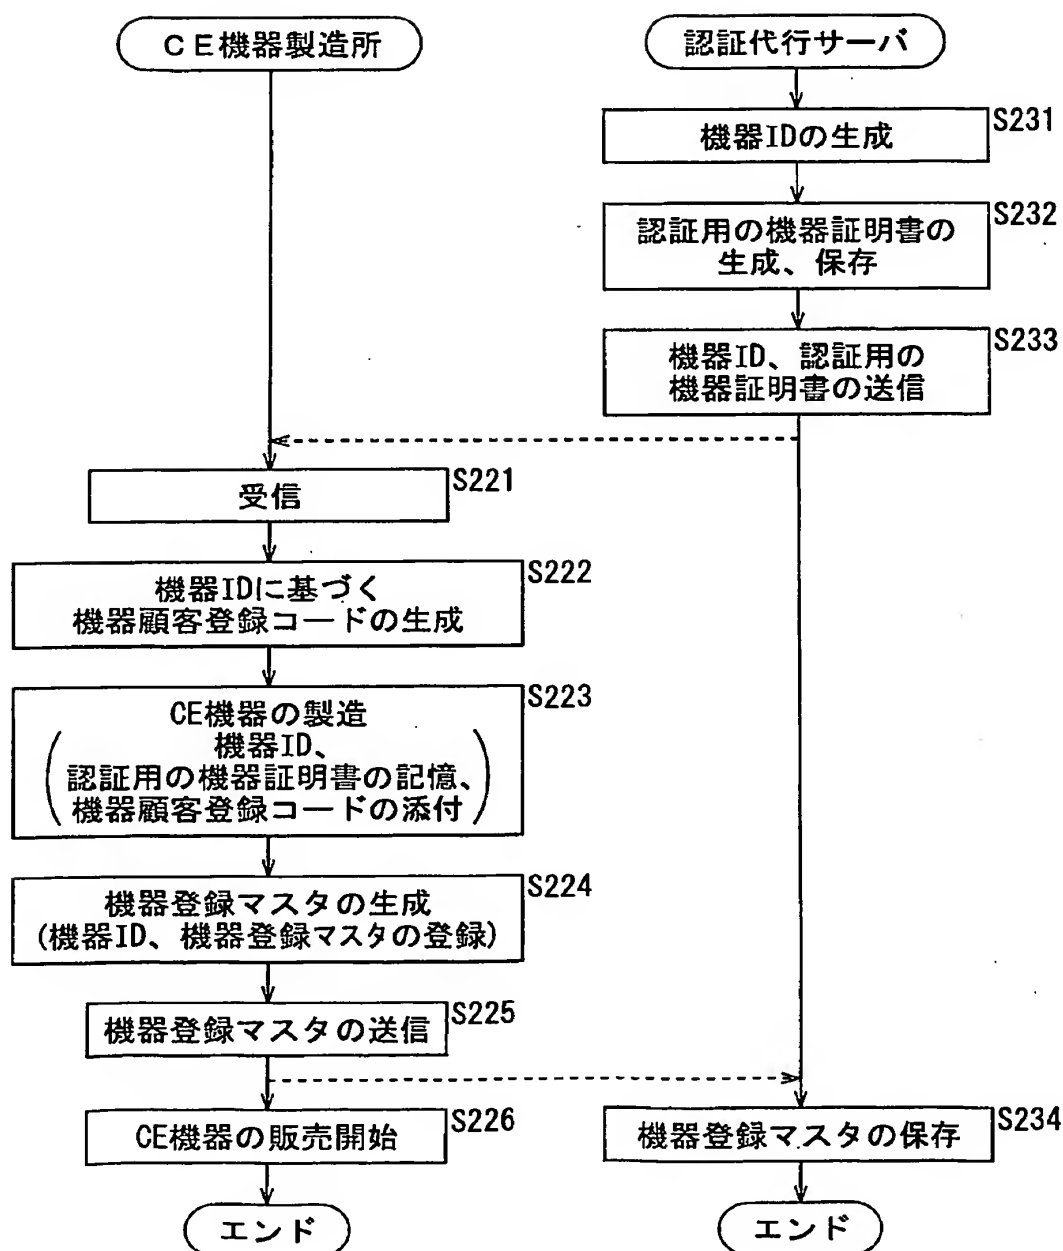 CE機器製造所
認証代行サーバ
機器IDの生成
S231
認証用の機器証明書の
生成、保存
S232
機器ID、認証用の
機器証明書の送信
S233
受信
S221
機器IDに基づく
機器顧客登録コードの生成
S222
CE機器の製造
機器ID、
認証用の機器証明書の記憶、
機器顧客登録コードの添付
S223
機器登録マスタの生成
(機器ID、機器登録マスタの登録)
S224
機器登録マスタの送信
S225
CE機器の販売開始
S226
機器登録マスタの保存
S234
エンド
エンド